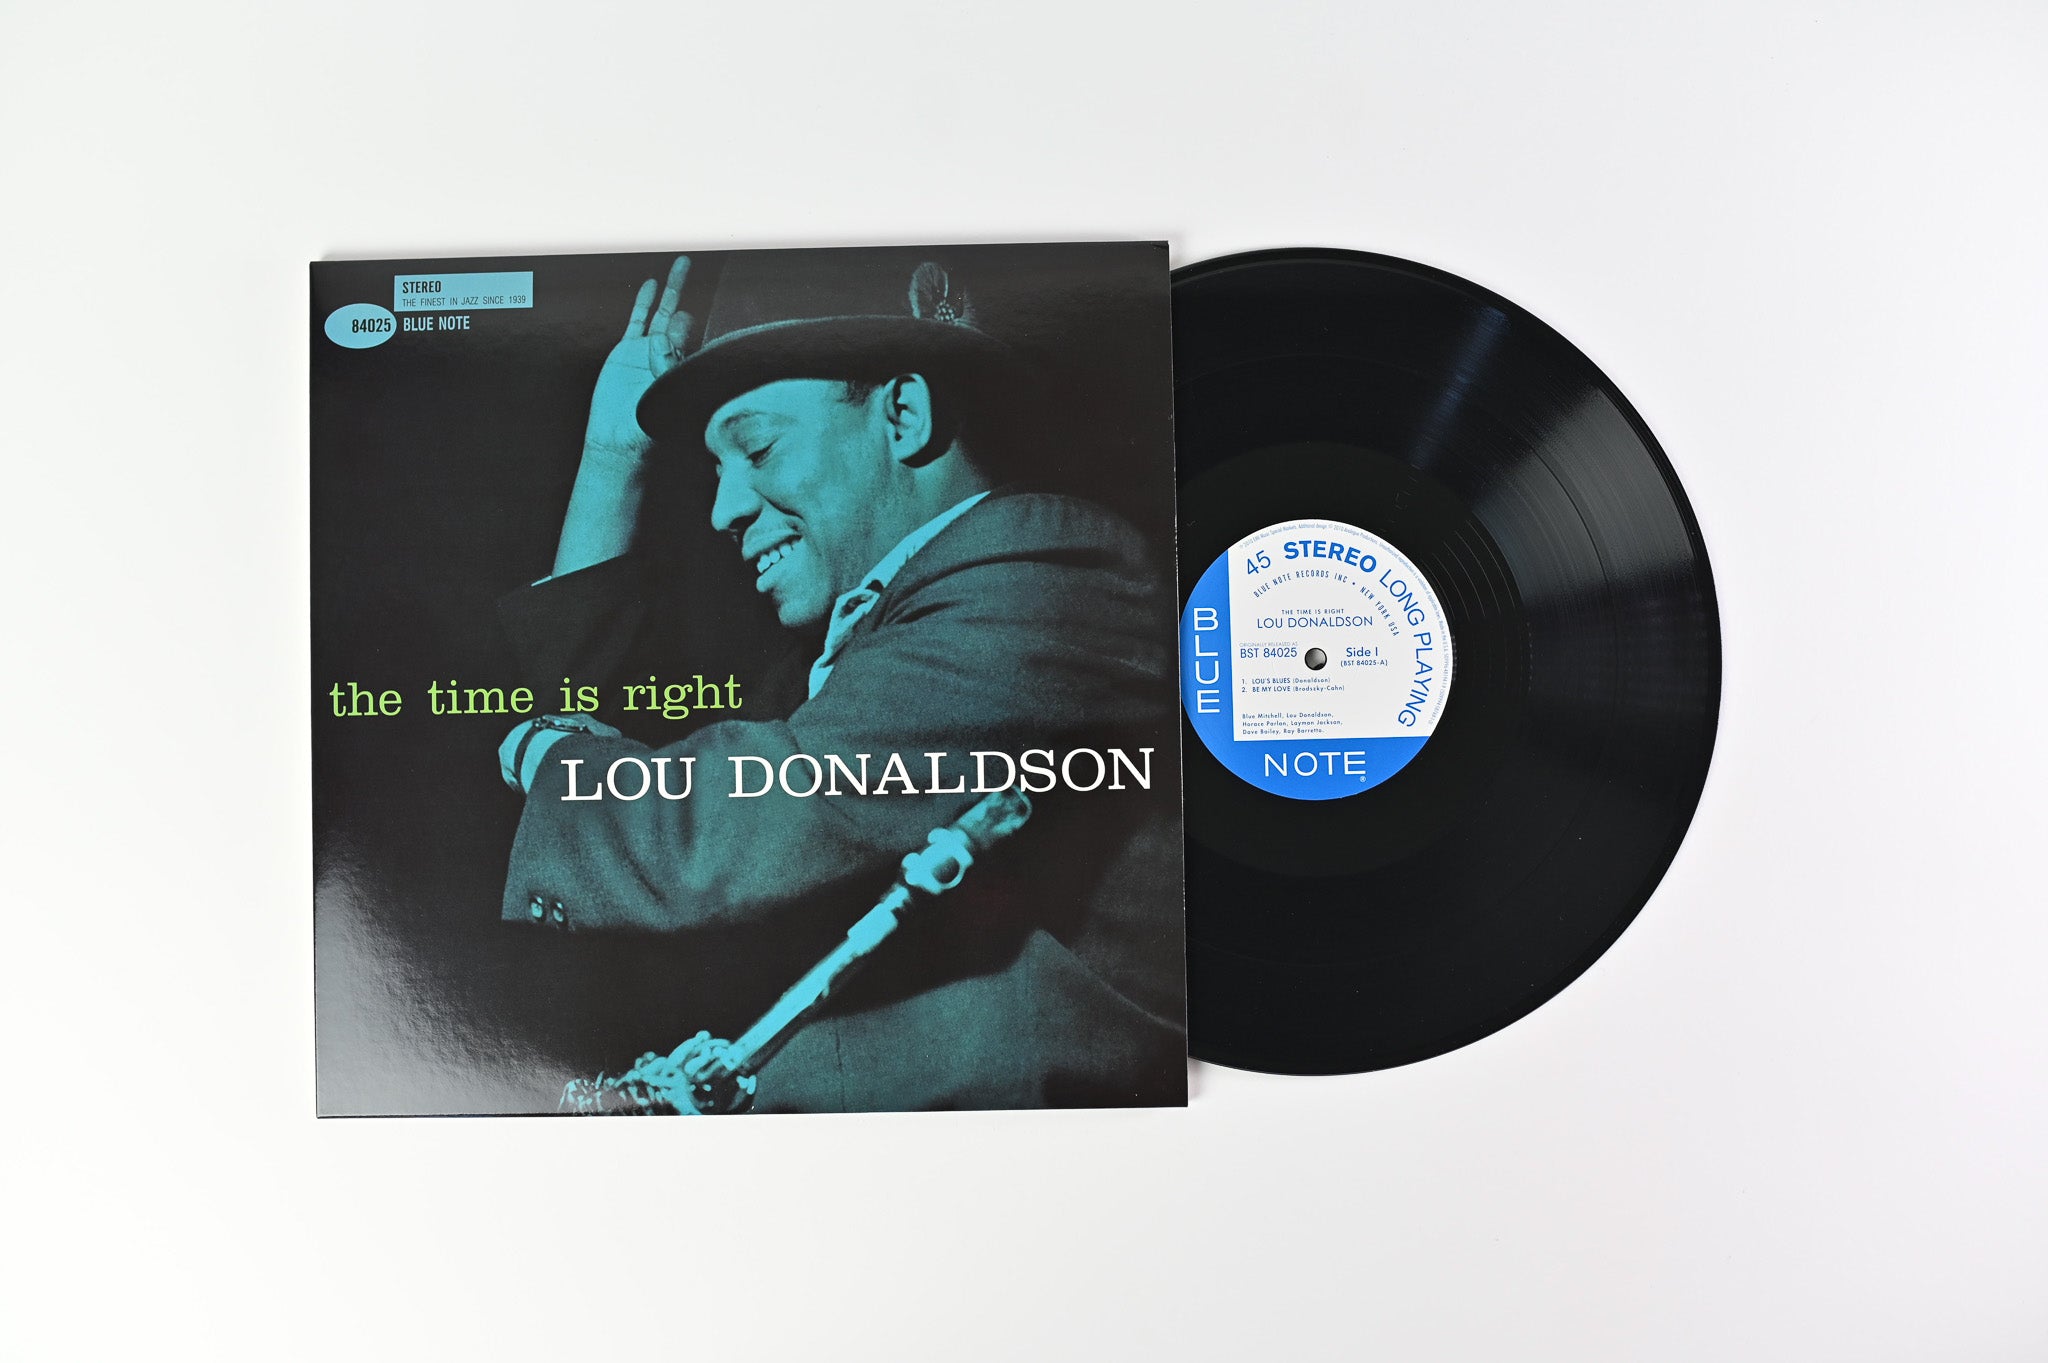 STEREO
THE FINEST IN JAZZ SINCE 1939
84025 BLUE NOTE
the time is right
LOU DONALDSON
45 STEREO LONG PLAYING
BLUE NOTE RECORDS INC • NEW YORK USA
THE TIME IS RIGHT
LOU DONALDSON
ORIGINALLY RELEASED AS
BST 84025
Side I
(BST 84025-A)
1. LOU'S BLUES (Donaldson)
2. BE MY LOVE (Brodszky-Cahn)
Blue Mitchell, Lou Donaldson,
Horace Parlan, Laymon Jackson,
Dave Bailey, Ray Barretto.
BLUE
NOTE®